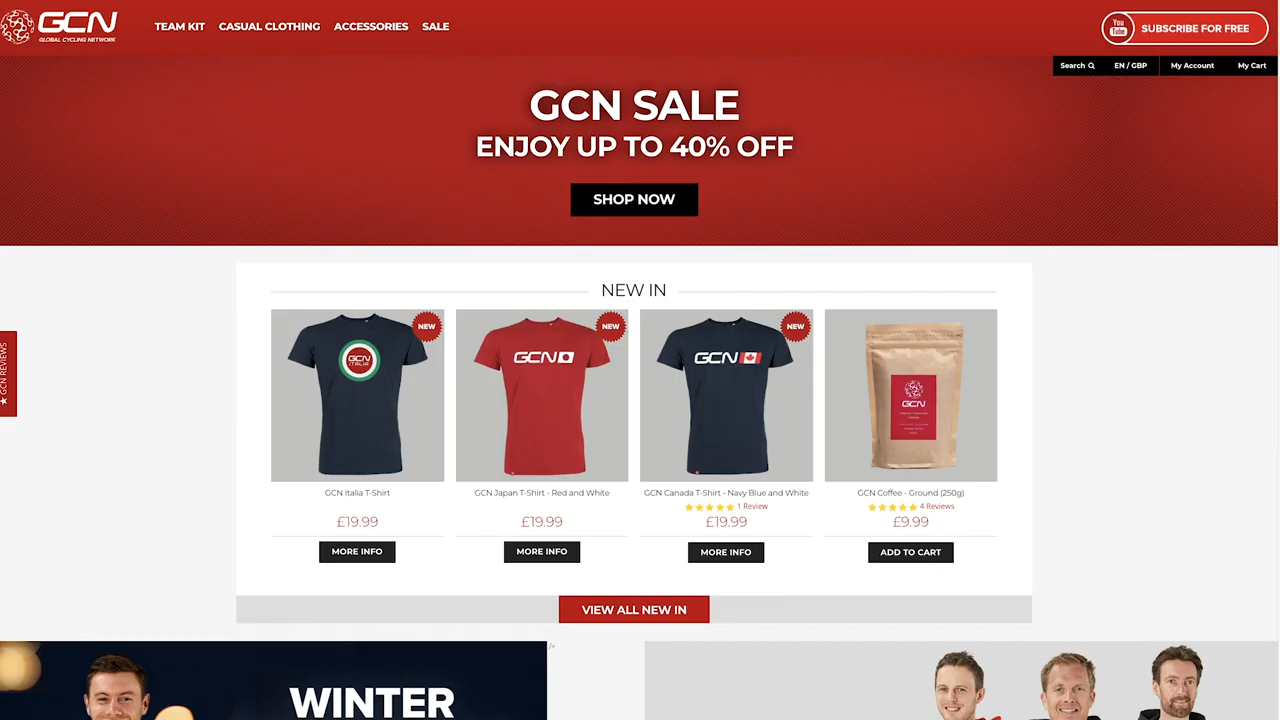 GCN
GLOBAL CYCLING NETWORK
TEAM KIT CASUAL CLOTHING ACCESSORIES SALE
You Tube
SUBSCRIBE FOR FREE
Search EN / GBP My Account My Cart
GCN SALE
ENJOY UP TO 40% OFF
SHOP NOW
★ GCN REVIEWS
NEW IN
NEW
NEW
NEW
GCN
ITALIA
GCN
GCN
GCN
GCN Italia T-Shirt
GCN Japan T-Shirt - Red and White
GCN Canada T-Shirt - Navy Blue and White
GCN Coffee - Ground (250g)
1 Review
4 Reviews
£19.99
£19.99
£19.99
£9.99
MORE INFO
MORE INFO
MORE INFO
ADD TO CART
VIEW ALL NEW IN
/>
WINTER